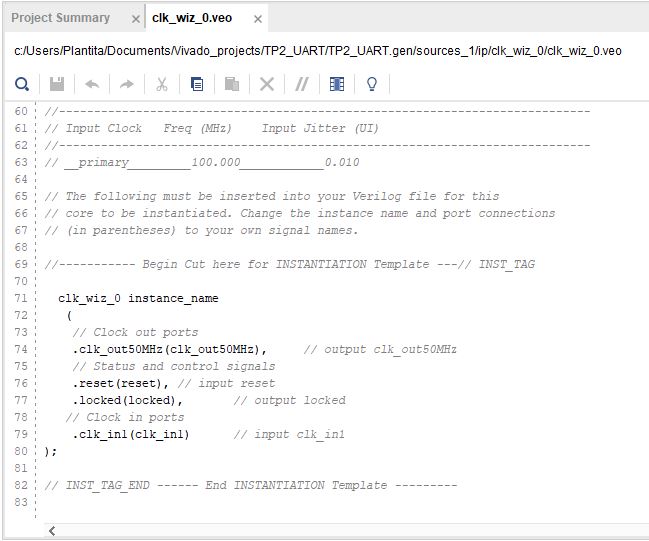 Project Summary × clk_wiz_0.veo ×
c:/Users/Plantita/Documents/Vivado_projects/TP2_UART/TP2_UART.gen/sources_1/ip/clk_wiz_0/clk_wiz_0.veo
60 //----------------------------------------------------------------------------
61 // Input Clock   Freq (MHz)    Input Jitter (UI)
62 //----------------------------------------------------------------------------
63 // __primary_________100.000____________0.010
64
65 // The following must be inserted into your Verilog file for this
66 // core to be instantiated. Change the instance name and port connections
67 // (in parentheses) to your own signal names.
68
69 //----------- Begin Cut here for INSTANTIATION Template ---// INST_TAG
70
71   clk_wiz_0 instance_name
72    (
73     // Clock out ports
74     .clk_out50MHz(clk_out50MHz),     // output clk_out50MHz
75     // Status and control signals
76     .reset(reset), // input reset
77     .locked(locked),       // output locked
78    // Clock in ports
79     .clk_in1(clk_in1)      // input clk_in1
80 );
81
82 // INST_TAG_END ------ End INSTANTIATION Template ---------
83